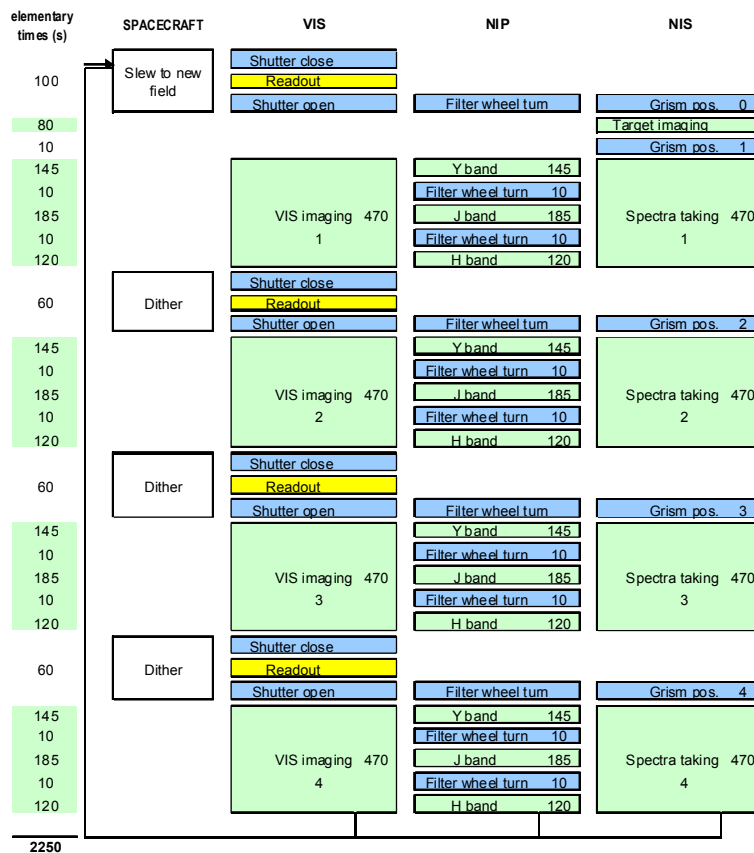 elementary times (s) SPACECRAFT VIS NIP NIS
Shutter close
100 Slew to new field Readout
Shutter open Filter wheel turn Grism pos. 0
80 Target imaging
10 Grism pos. 1
145 Y band 145
10 Filter wheel turn 10
185 VIS imaging 470 J band 185 Spectra taking 470
10 1 Filter wheel turn 10 1
120 H band 120
Shutter close
60 Dither Readout
Shutter open Filter wheel turn Grism pos. 2
145 Y band 145
10 Filter wheel turn 10
185 VIS imaging 470 J band 185 Spectra taking 470
10 2 Filter wheel turn 10 2
120 H band 120
Shutter close
60 Dither Readout
Shutter open Filter wheel turn Grism pos. 3
145 Y band 145
10 Filter wheel turn 10
185 VIS imaging 470 J band 185 Spectra taking 470
10 3 Filter wheel turn 10 3
120 H band 120
Shutter close
60 Dither Readout
Shutter open Filter wheel turn Grism pos. 4
145 Y band 145
10 Filter wheel turn 10
185 VIS imaging 470 J band 185 Spectra taking 470
10 4 Filter wheel turn 10 4
120 H band 120
2250